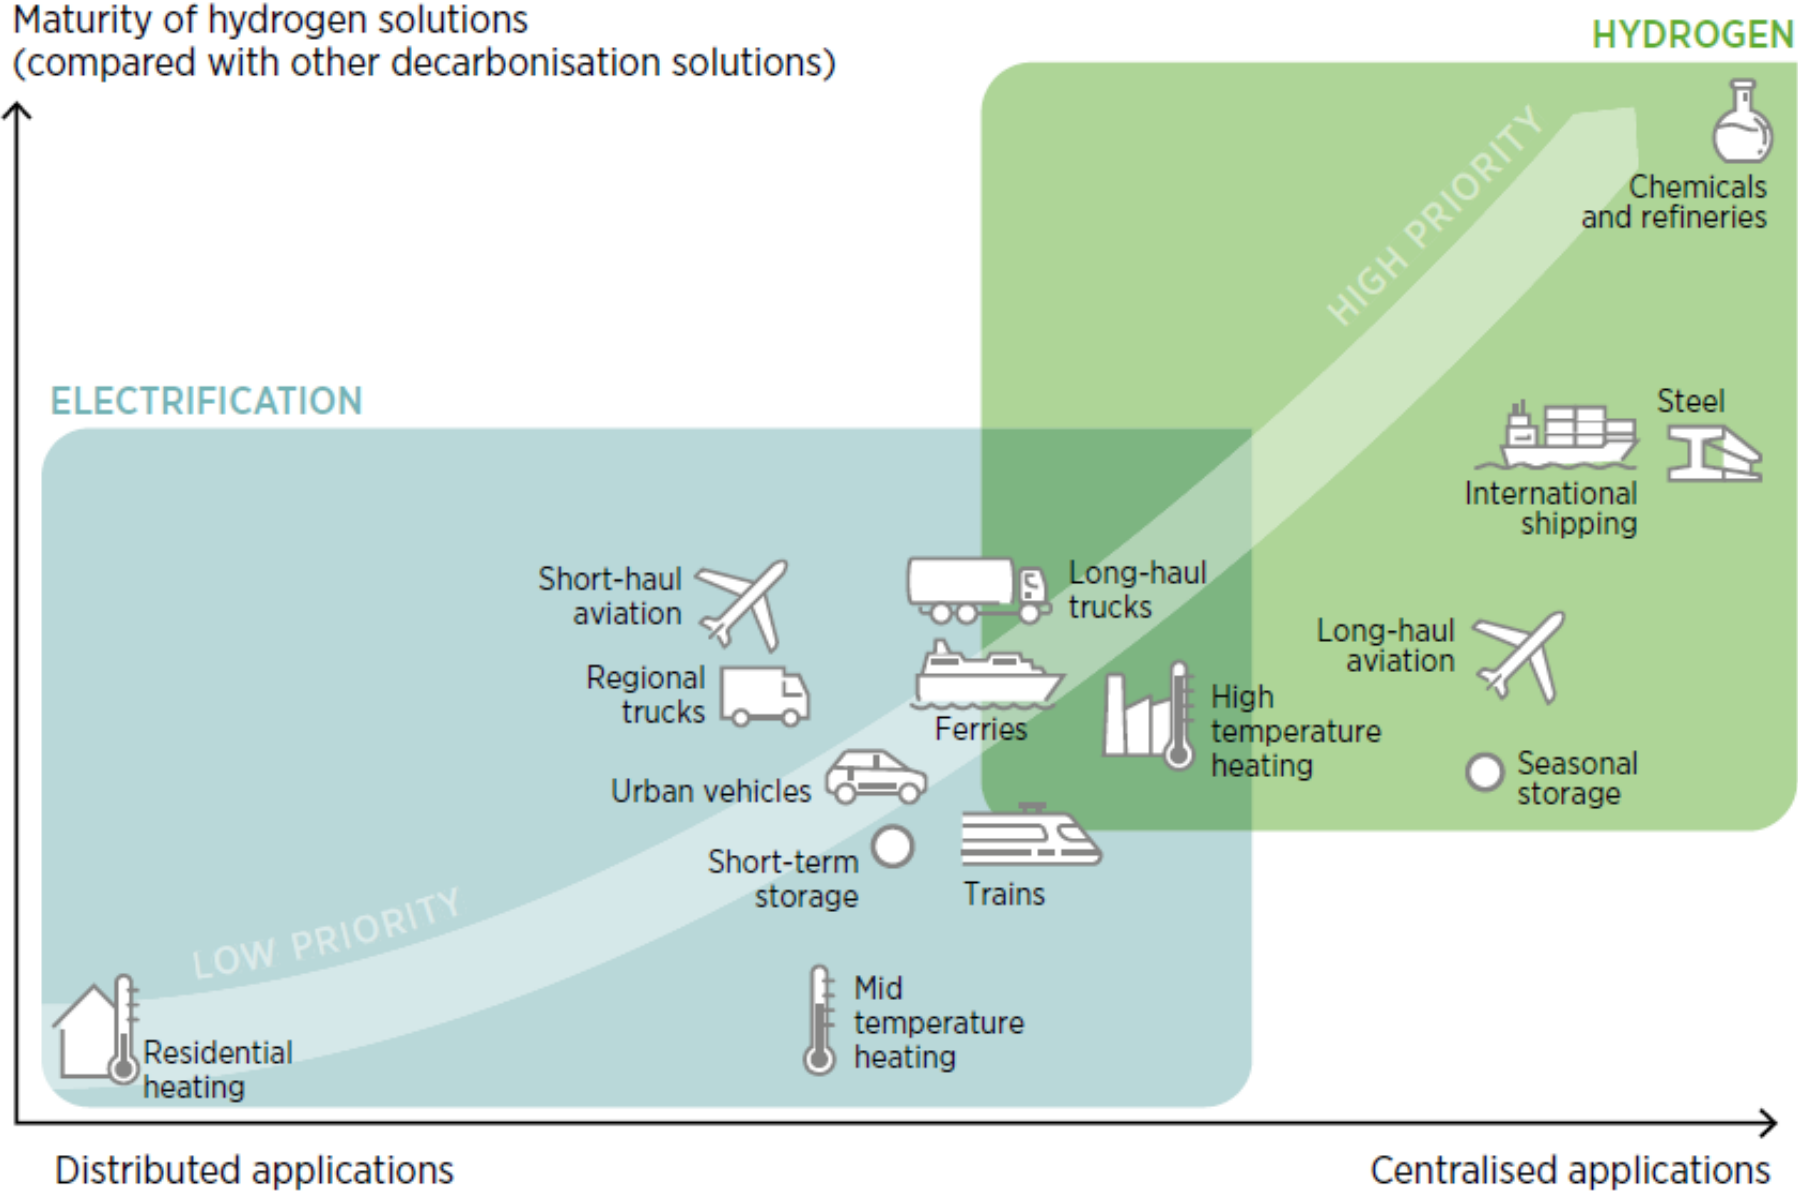 Maturity of hydrogen solutions
(compared with other decarbonisation solutions)
HYDROGEN
HIGH PRIORITY
Chemicals
and refineries
ELECTRIFICATION
Steel
International
shipping
Short-haul
aviation
Long-haul
trucks
Long-haul
aviation
Regional
trucks
Ferries
High
temperature
heating
Seasonal
storage
Urban vehicles
Short-term
storage
Trains
LOW PRIORITY
Mid
temperature
heating
Residential
heating
Distributed applications
Centralised applications